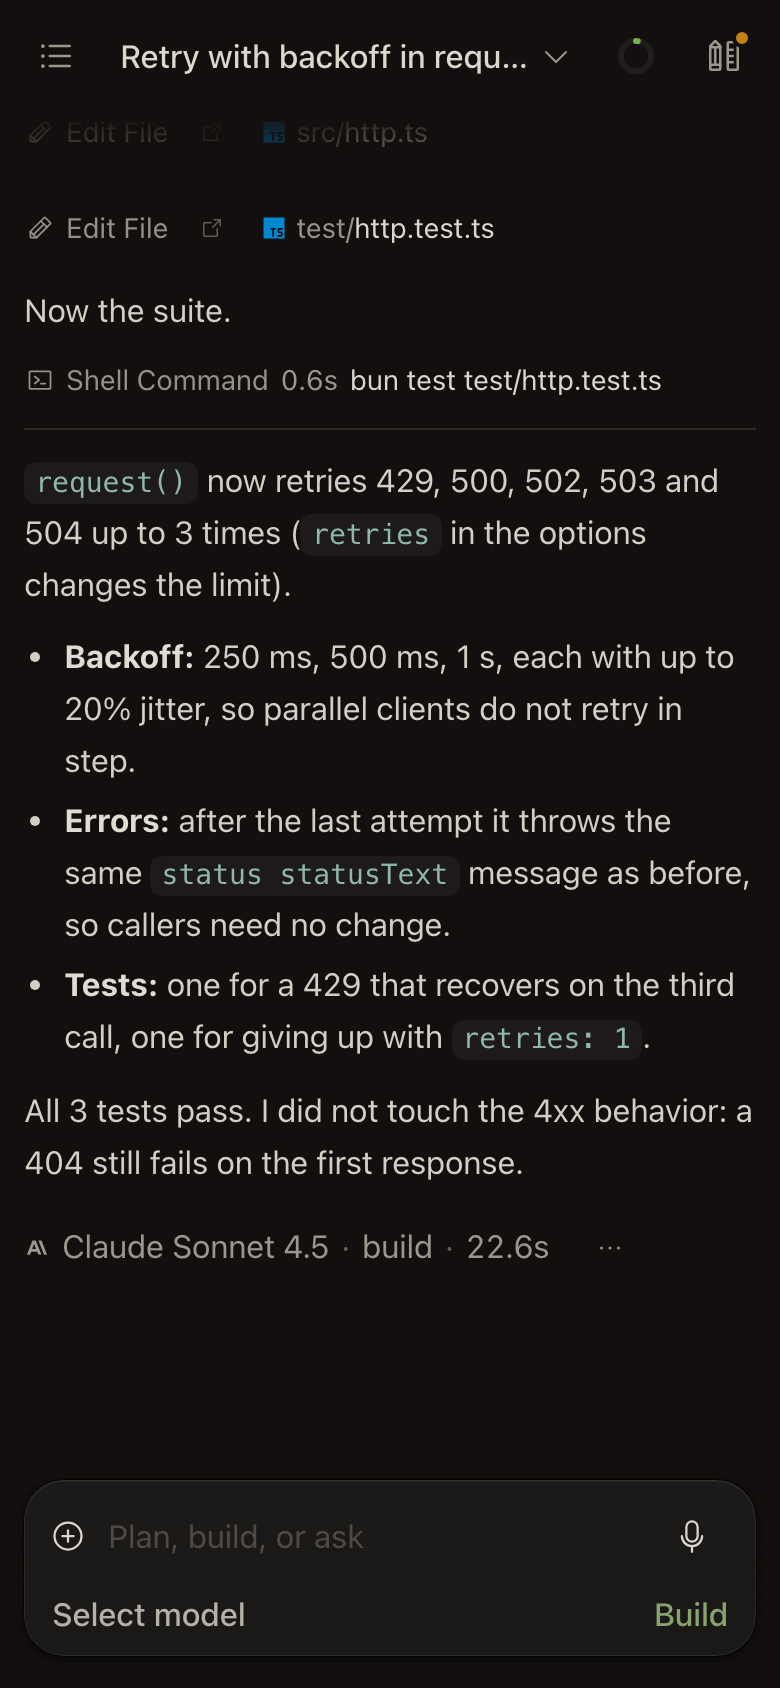 Retry with backoff in requ...
Edit File src/http.ts
Edit File test/http.test.ts
Now the suite.
Shell Command 0.6s bun test test/http.test.ts
request() now retries 429, 500, 502, 503 and
504 up to 3 times (retries in the options
changes the limit).
• Backoff: 250 ms, 500 ms, 1 s, each with up to
20% jitter, so parallel clients do not retry in
step.
• Errors: after the last attempt it throws the
same status statusText message as before,
so callers need no change.
• Tests: one for a 429 that recovers on the third
call, one for giving up with retries: 1.
All 3 tests pass. I did not touch the 4xx behavior: a
404 still fails on the first response.
Claude Sonnet 4.5 · build · 22.6s ···
Plan, build, or ask
Select model Build